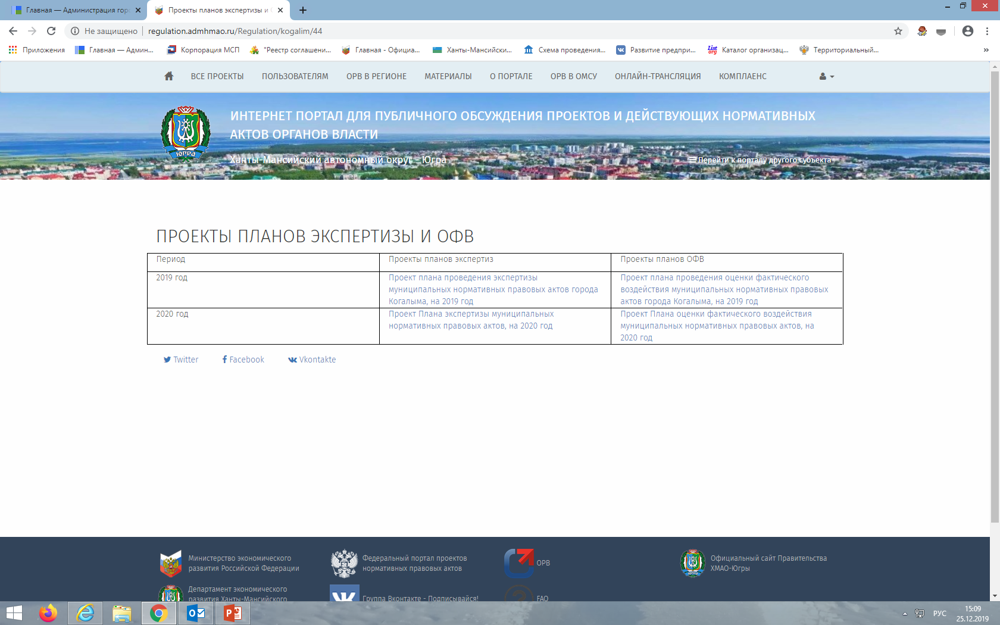 Главная — Администрация горо
Проекты планов экспертизы и О
Не защищено
regulation.admhmao.ru/Regulation/kogalim/44
Приложения
Главная — Админ...
Корпорация МСП
"Реестр соглашени...
Главная - Официа...
Ханты-Мансийски...
Схема проведения...
Развитие предпри...
List org
Каталог организац...
Территориальный...
»
ВСЕ ПРОЕКТЫ
ПОЛЬЗОВАТЕЛЯМ
ОРВ В РЕГИОНЕ
МАТЕРИАЛЫ
О ПОРТАЛЕ
ОРВ В ОМСУ
ОНЛАЙН-ТРАНСЛЯЦИЯ
КОМПЛАЕНС
ИНТЕРНЕТ ПОРТАЛ ДЛЯ ПУБЛИЧНОГО ОБСУЖДЕНИЯ ПРОЕКТОВ И ДЕЙСТВУЮЩИХ НОРМАТИВНЫХ
АКТОВ ОРГАНОВ ВЛАСТИ
ЮГРА
Ханты-Мансийский автономный округ - Югра
Перейти к порталу другого субъекта
ПРОЕКТЫ ПЛАНОВ ЭКСПЕРТИЗЫ И ОФВ
Период
Проекты планов экспертиз
Проекты планов ОФВ
2019 год
Проект плана проведения экспертизы
муниципальных нормативных правовых актов города
Когалыма, на 2019 год
Проект плана проведения оценки фактического
воздействия муниципальных нормативных правовых
актов города Когалыма, на 2019 год
2020 год
Проект Плана экспертизы муниципальных
нормативных правовых актов, на 2020 год
Проект Плана оценки фактического воздействия
муниципальных нормативных правовых актов, на
2020 год
Twitter
Facebook
Vkontakte
Министерство экономического
развития Российской Федерации
Федеральный портал проектов
нормативных правовых актов
ОРВ
Официальный сайт Правительства
ХМАО-Югры
Департамент экономического
развития Ханты-Мансийского
Группа Вконтакте - Подписывайся!
FAQ
РУС
15:09
25.12.2019